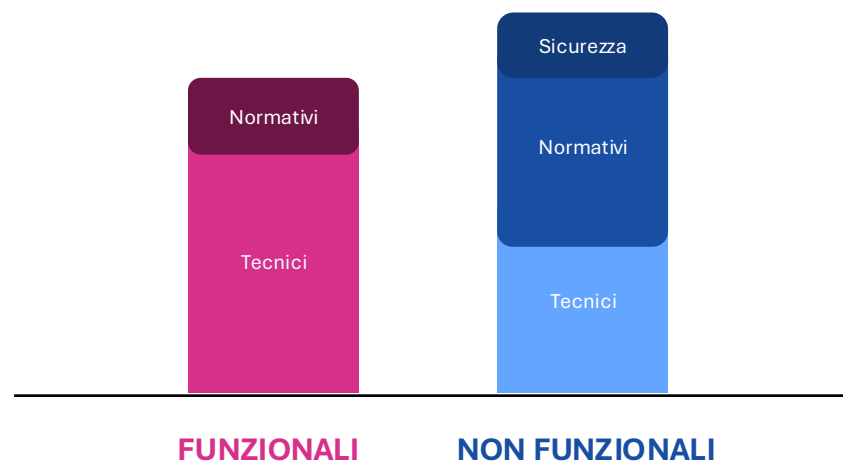 Sicurezza
Normativi
Normativi
Tecnici
Tecnici
FUNZIONALI
NON FUNZIONALI